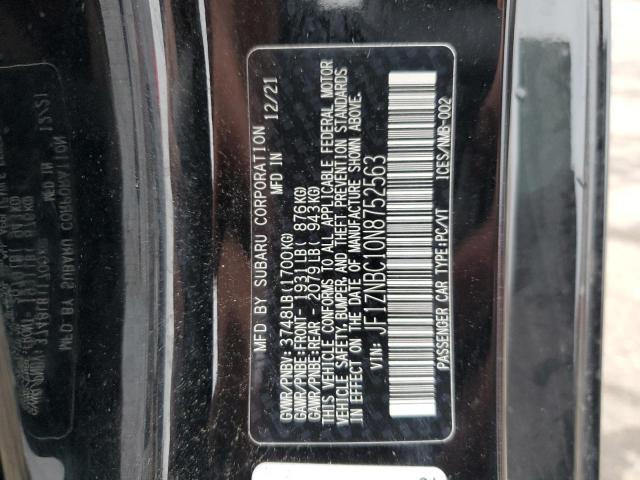 MFD BY SUBARU CORPORATION
MFD IN 12/21
GVWR/PNBV: 3748LB(1700KG)
GAWR/PNBE:FRONT- 1931LB( 876KG)
GAWR/PNBE:REAR - 2079LB( 943KG)
THIS VEHICLE CONFORMS TO ALL APPLICABLE FEDERAL MOTOR
VEHICLE SAFETY, BUMPER AND THEFT PREVENTION STANDARDS
IN EFFECT ON THE DATE OF MANUFACTURE SHOWN ABOVE.
VIN: JF1ZNBC10N8752563
PASSENGER CAR TYPE:PC/VT ICES/NMB-002